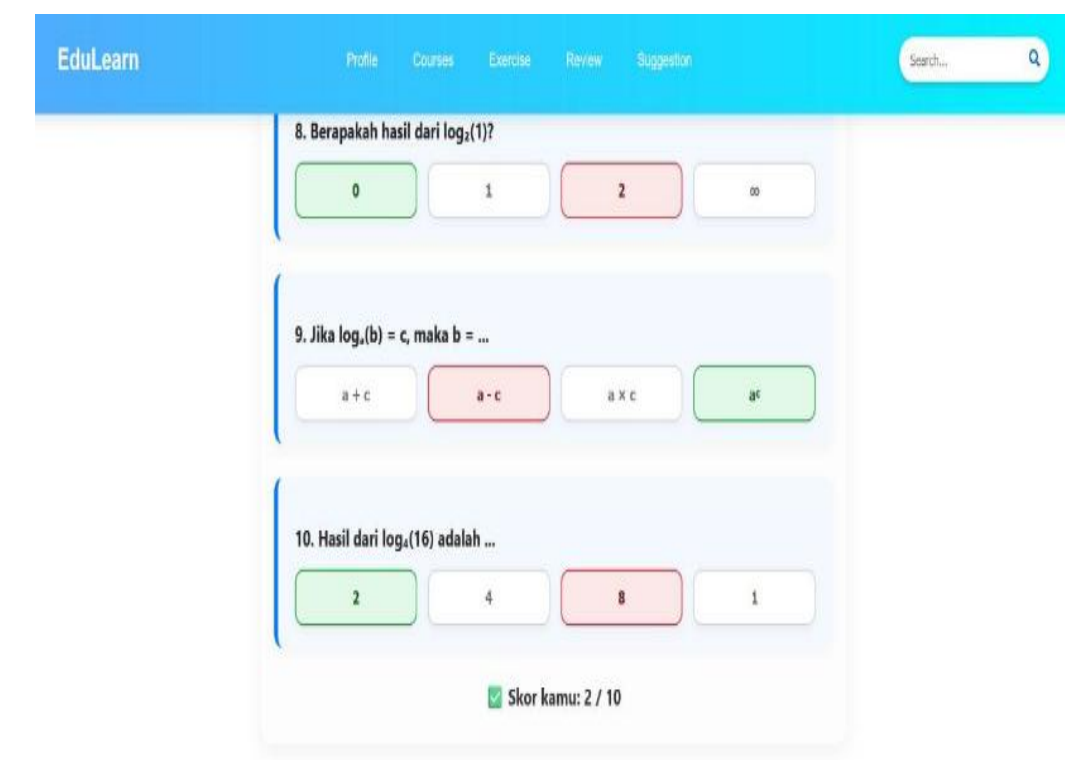 EduLearn
Profile Courses Exercise Review Suggestion
Search...
8. Berapakah hasil dari log₂(1)?
0 1 2 ∞
9. Jika logₐ(b) = c, maka b = ...
a + c a - c a × c aᶜ
10. Hasil dari log₄(16) adalah ...
2 4 8 1
✅ Skor kamu: 2 / 10